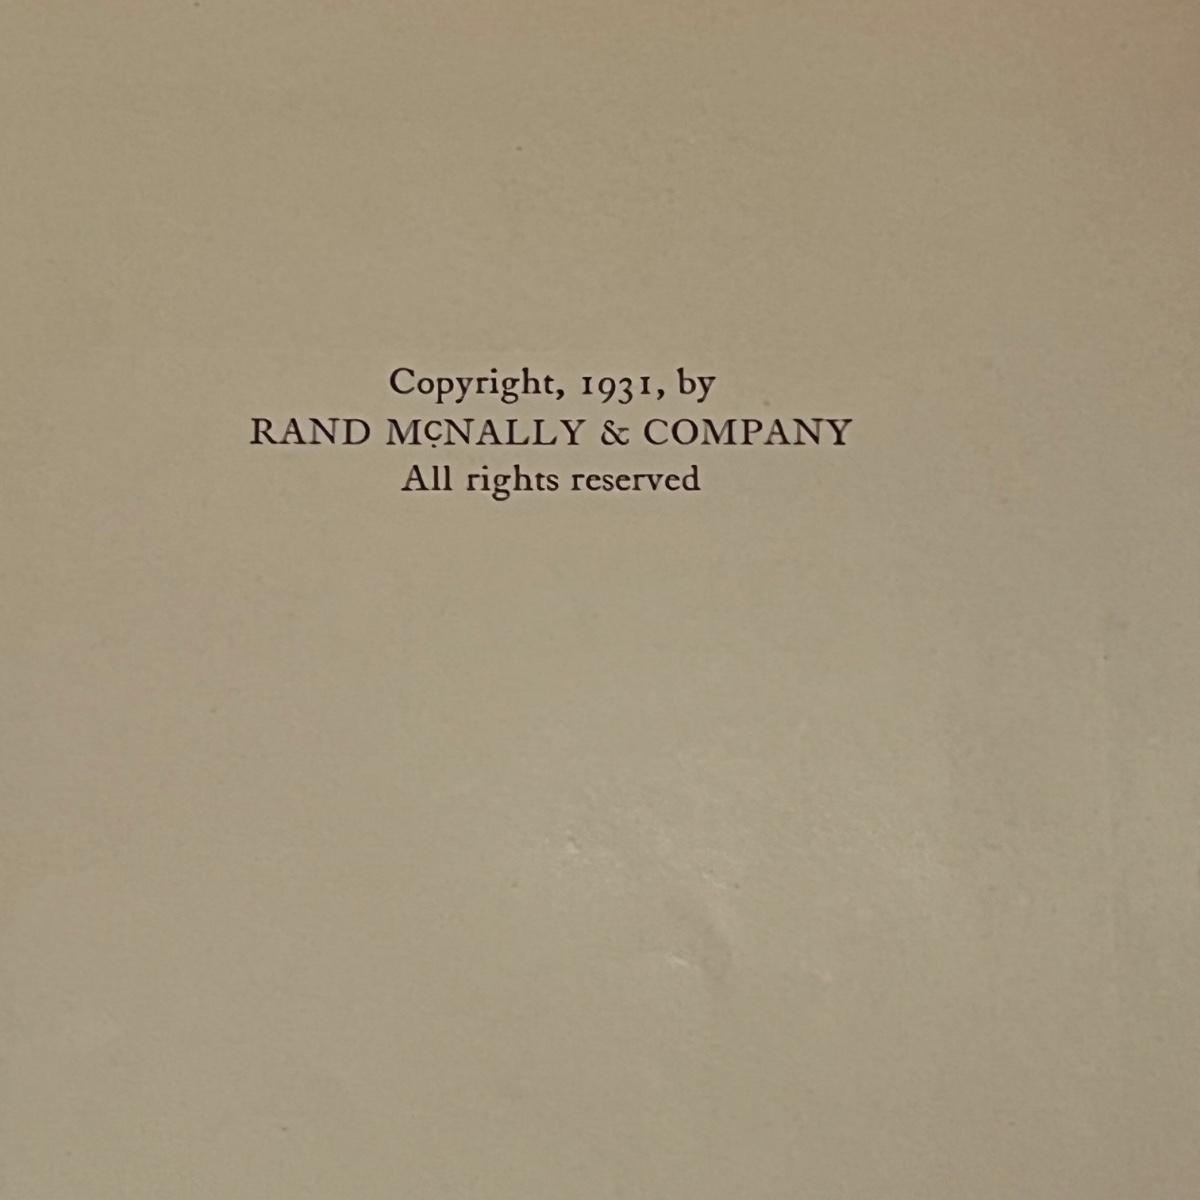 Copyright, 1931, by
RAND McNALLY & COMPANY
All rights reserved